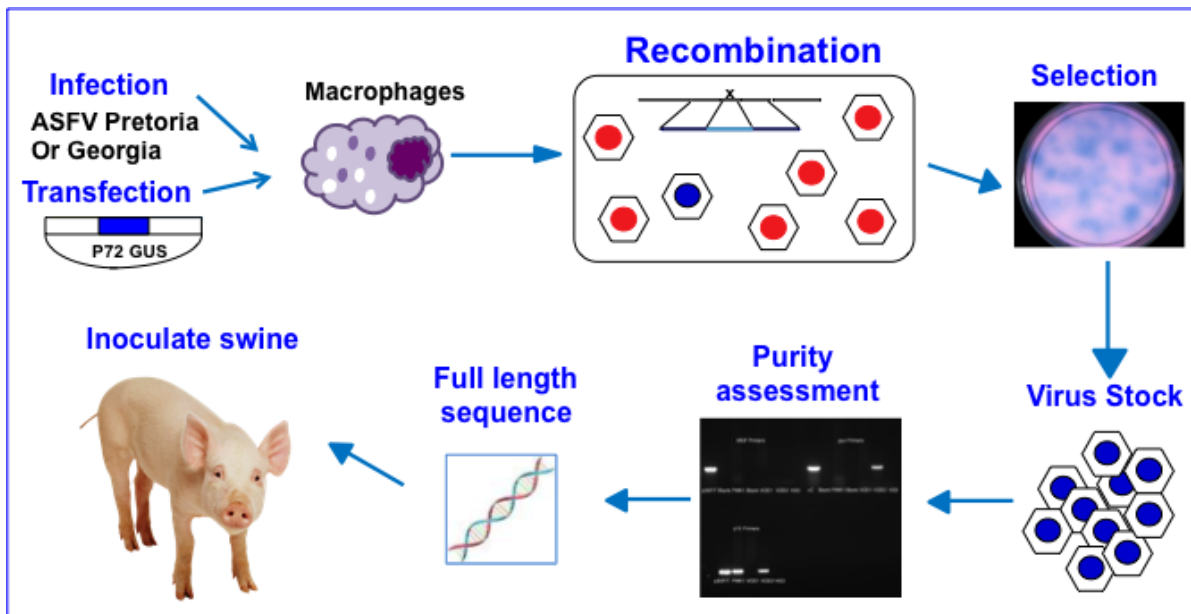 Infection
ASFV Pretoria
Or Georgia
Transfection
P72 GUS
Macrophages
Recombination
x
Selection
Virus Stock
Purity
assessment
Full length
sequence
Inoculate swine